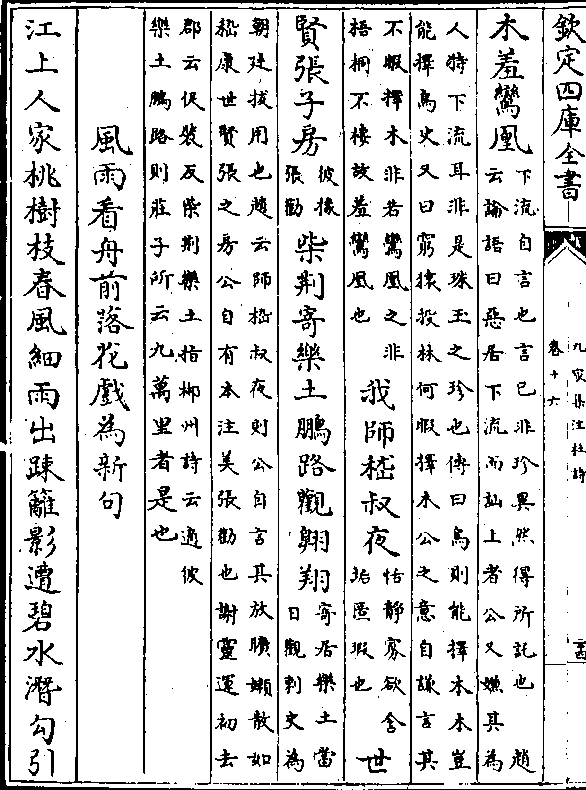 欽定四庫全書
九家集注杜詩
卷十六
木羞鸞凰
下流自言也言已非珍異然得所託也 趙
云論語曰惡居下流而訕上者公又嫌其為
人特下流耳非是珠玉之珍也傅曰鳥則能擇木木豈
能擇鳥史又曰窮猿投林何暇擇木公之意自謙言其
不暇擇木非若鸞凰之非
梧桐不棲故羞鸞凰也
我師嵇叔夜
恬静寡欲含
垢匿瑕也
世
賢張子房
彼掾
張勸
柴荆寄樂土鵬路觀翺翔
寄居樂土當
日觀刺史為
朝廷拔用也趙云師嵇叔夜則公自言其放曠嬾散如
嵇康世賢張之房公自有本注美張勸也謝靈運初去
郡云促裝反柴荆樂土指郴州詩云適彼
樂土鵬路則莊子所云九萬里者是也
風雨看舟前落花戲為新句
江上人家桃樹枝春風細雨出踈籬影遭碧水潛勾引